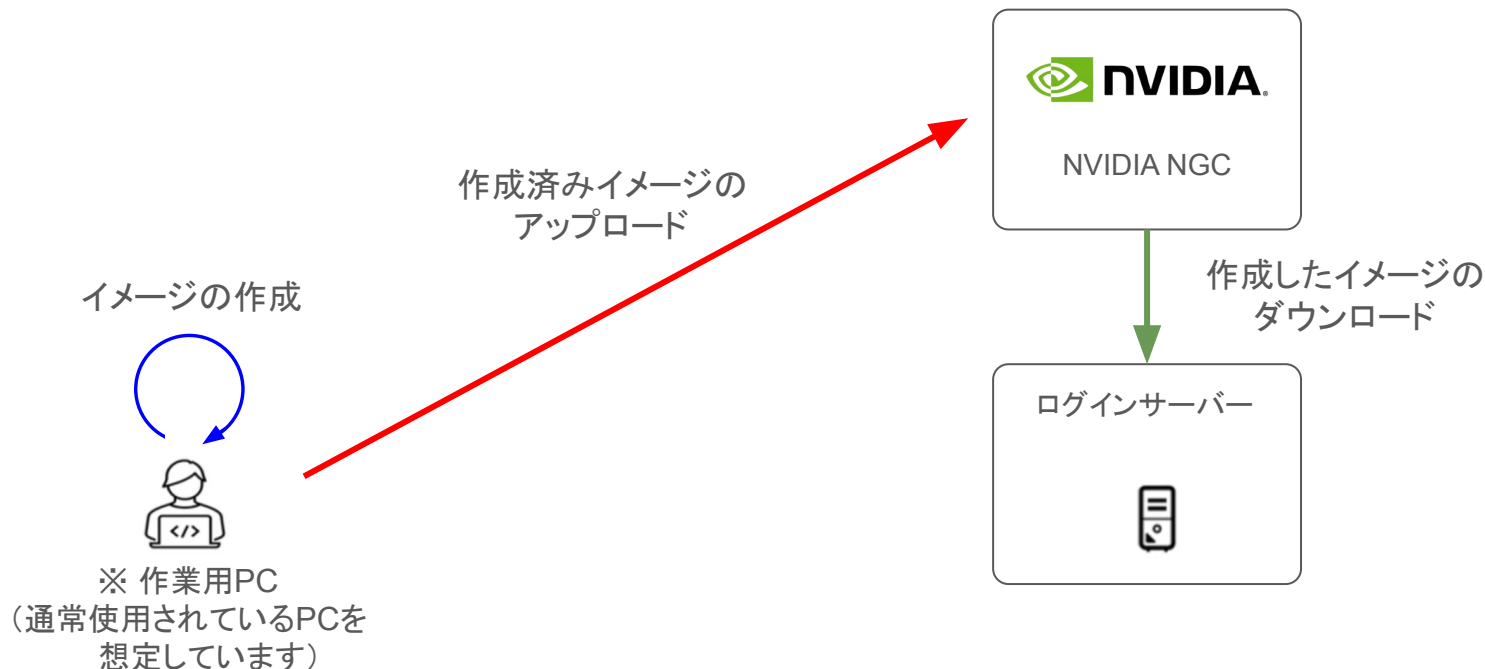 NVIDIA.
NVIDIA NGC
作成済みイメージの
アップロード
作成したイメージの
ダウンロード
イメージの作成
ログインサーバー
</>
※ 作業用PC
（通常使用されているPCを
想定しています）